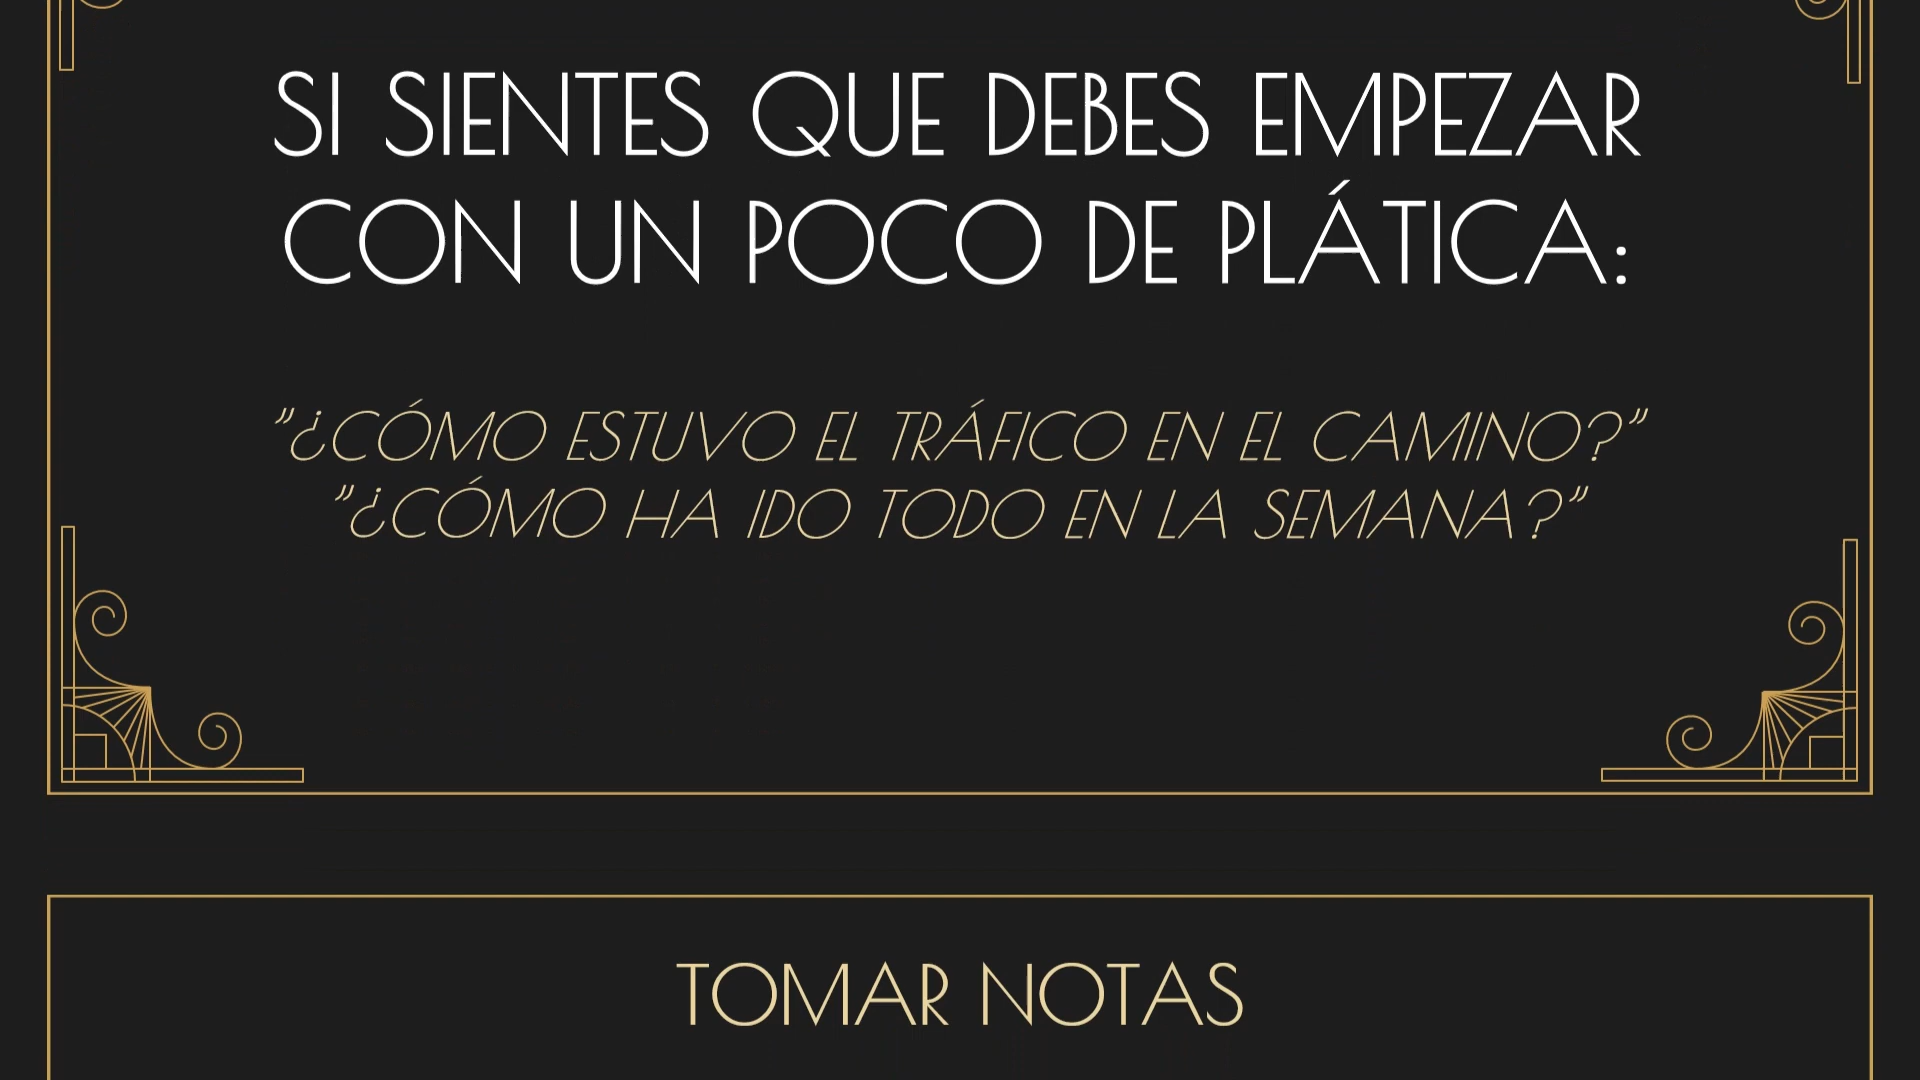 SI SIENTES QUE DEBES EMPEZAR
CON UN POCO DE PLÁTICA:
"¿CÓMO ESTUVO EL TRÁFICO EN EL CAMINO?"
"¿CÓMO HA IDO TODO EN LA SEMANA?"
TOMAR NOTAS